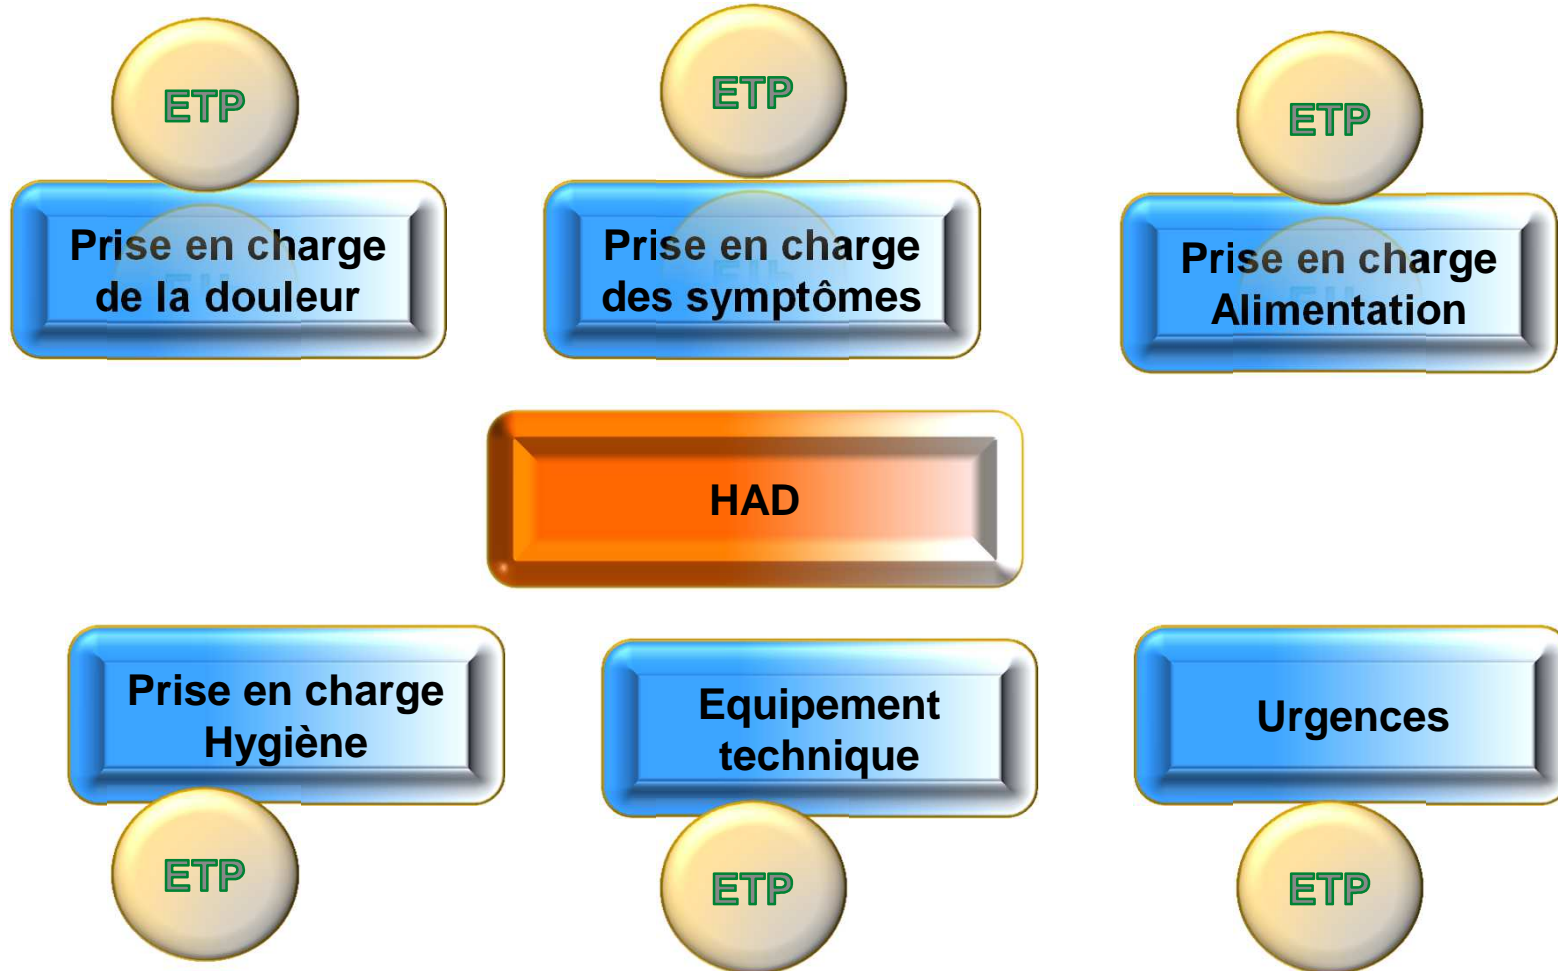 ETP
ETP
ETP
Prise en charge
de la douleur
Prise en charge
des symptômes
Prise en charge
Alimentation
HAD
Prise en charge
Hygiène
Equipement
technique
Urgences
ETP
ETP
ETP